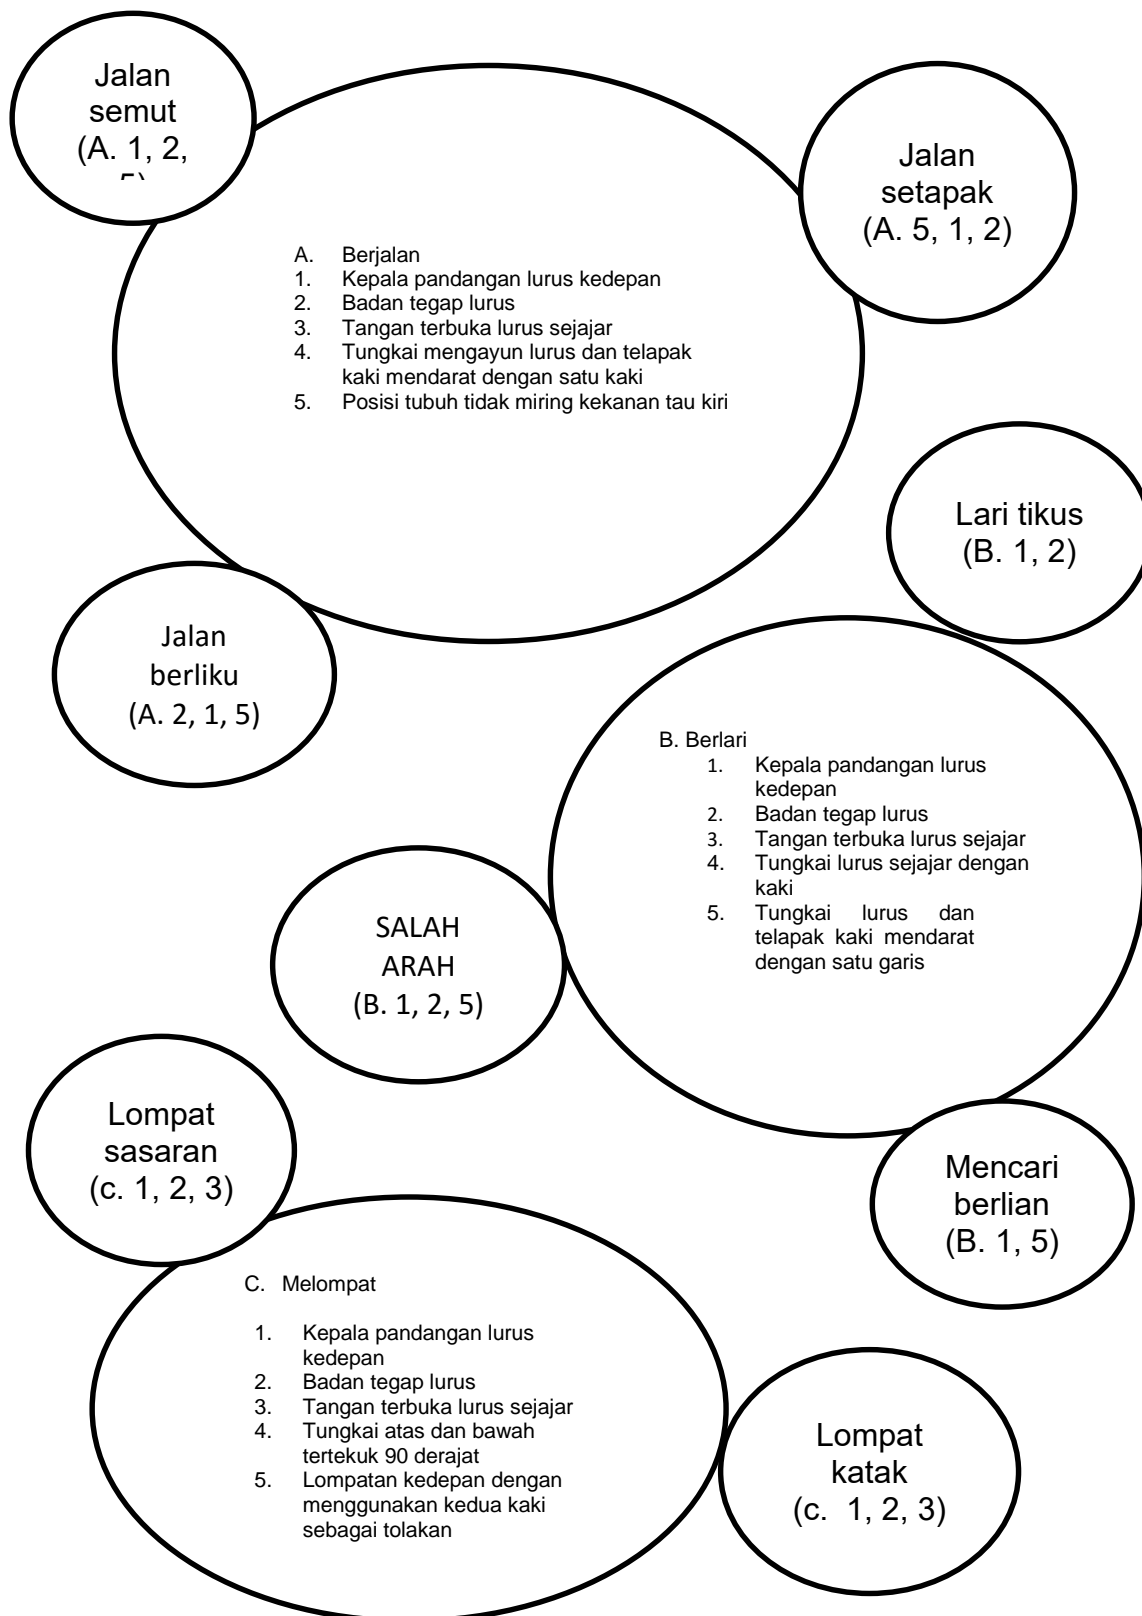 Jalan
semut
(A. 1, 2,
5)
Jalan
setapak
(A. 5, 1, 2)
A. Berjalan
1. Kepala pandangan lurus kedepan
2. Badan tegap lurus
3. Tangan terbuka lurus sejajar
4. Tungkai mengayun lurus dan telapak
kaki mendarat dengan satu kaki
5. Posisi tubuh tidak miring kekanan tau kiri
Lari tikus
(B. 1, 2)
Jalan
berliku
(A. 2, 1, 5)
B. Berlari
1. Kepala pandangan lurus
kedepan
2. Badan tegap lurus
3. Tangan terbuka lurus sejajar
4. Tungkai lurus sejajar dengan
kaki
5. Tungkai lurus dan
telapak kaki mendarat
dengan satu garis
SALAH
ARAH
(B. 1, 2, 5)
Lompat
sasaran
(c. 1, 2, 3)
Mencari
berlian
(B. 1, 5)
C. Melompat
1. Kepala pandangan lurus
kedepan
2. Badan tegap lurus
3. Tangan terbuka lurus sejajar
4. Tungkai atas dan bawah
tertekuk 90 derajat
5. Lompatan kedepan dengan
menggunakan kedua kaki
sebagai tolakan
Lompat
katak
(c. 1, 2, 3)